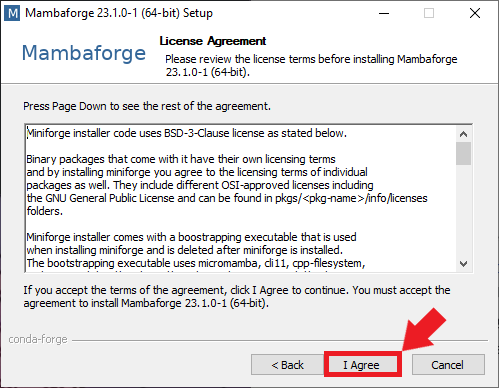 M Mambaforge 23.1.0-1 (64-bit) Setup
Mambaforge
License Agreement
Please review the license terms before installing Mambaforge
23.1.0-1 (64-bit).
Press Page Down to see the rest of the agreement.
Miniforge installer code uses BSD-3-Clause license as stated below.
Binary packages that come with it have their own licensing terms
and by installing miniforge you agree to the licensing terms of individual
packages as well. They include different OSI-approved licenses including
the GNU General Public License and can be found in pkgs/<pkg-name>/info/licenses
folders.
Miniforge installer comes with a boostrapping executable that is used
when installing miniforge and is deleted after miniforge is installed.
The bootstrapping executable uses micromamba, cli11, cpp-filesystem,
If you accept the terms of the agreement, click I Agree to continue. You must accept the
agreement to install Mambaforge 23.1.0-1 (64-bit).
conda-forge
< Back
I Agree
Cancel